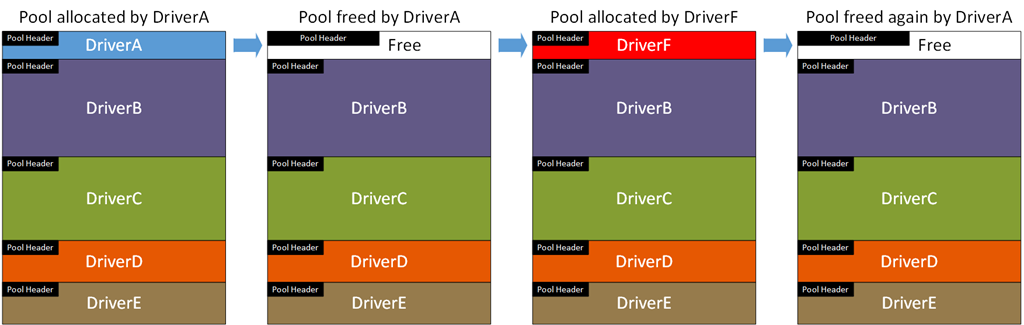 Pool allocated by DriverA
Pool Header
DriverA
Pool Header
DriverB
Pool Header
DriverC
Pool Header
DriverD
Pool Header
DriverE
Pool freed by DriverA
Pool Header
Free
Pool Header
DriverB
Pool Header
DriverC
Pool Header
DriverD
Pool Header
DriverE
Pool allocated by DriverF
Pool Header
DriverF
Pool Header
DriverB
Pool Header
DriverC
Pool Header
DriverD
Pool Header
DriverE
Pool freed again by DriverA
Pool Header
Free
Pool Header
DriverB
Pool Header
DriverC
Pool Header
DriverD
Pool Header
DriverE